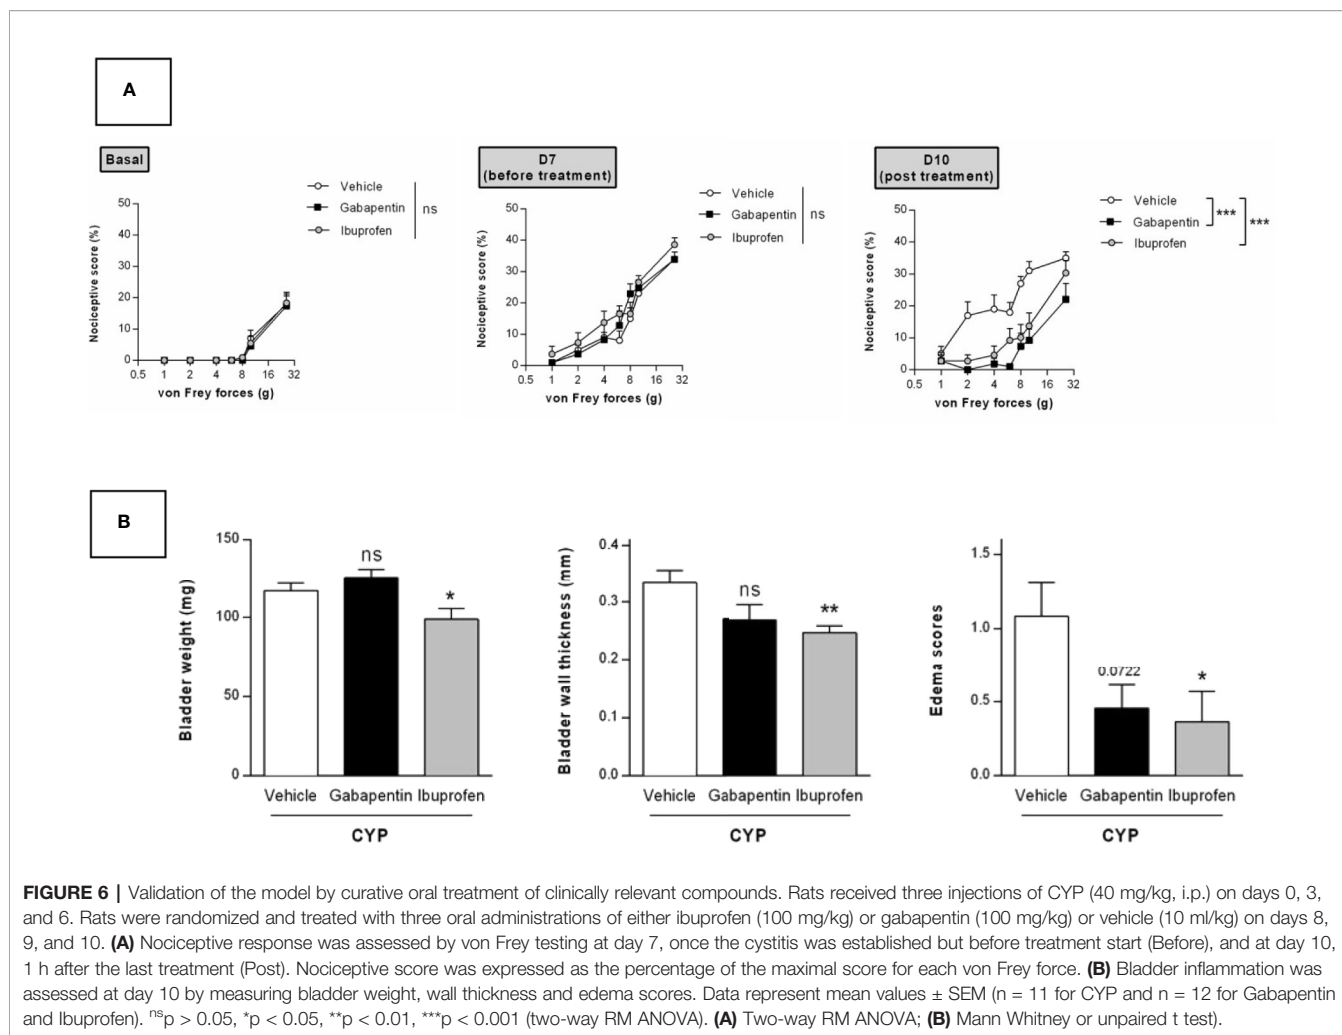 A
Basal
Vehicle
Gabapentin
Ibuprofen
ns
Nociceptive score (%)
50
40
30
20
10
0
0.5 1 2 4 8 16 32
von Frey forces (g)
D7
(before treatment)
Vehicle
Gabapentin
Ibuprofen
ns
Nociceptive score (%)
50
40
30
20
10
0
0.5 1 2 4 8 16 32
von Frey forces (g)
D10
(post treatment)
Vehicle
Gabapentin
Ibuprofen
***
***
Nociceptive score (%)
50
40
30
20
10
0
0.5 1 2 4 8 16 32
von Frey forces (g)
B
Bladder weight (mg)
150
100
50
0
ns
*
Vehicle Gabapentin Ibuprofen
CYP
Bladder wall thickness (mm)
0.4
0.3
0.2
0.1
0.0
ns
**
Vehicle Gabapentin Ibuprofen
CYP
Edema scores
1.5
1.0
0.5
0.0
0.0722
*
Vehicle Gabapentin Ibuprofen
CYP
FIGURE 6 | Validation of the model by curative oral treatment of clinically relevant compounds. Rats received three injections of CYP (40 mg/kg, i.p.) on days 0, 3,
and 6. Rats were randomized and treated with three oral administrations of either ibuprofen (100 mg/kg) or gabapentin (100 mg/kg) or vehicle (10 ml/kg) on days 8,
9, and 10. (A) Nociceptive response was assessed by von Frey testing at day 7, once the cystitis was established but before treatment start (Before), and at day 10,
1 h after the last treatment (Post). Nociceptive score was expressed as the percentage of the maximal score for each von Frey force. (B) Bladder inflammation was
assessed at day 10 by measuring bladder weight, wall thickness and edema scores. Data represent mean values ± SEM (n = 11 for CYP and n = 12 for Gabapentin
and Ibuprofen). nsp > 0.05, *p < 0.05, **p < 0.01, ***p < 0.001 (two-way RM ANOVA). (A) Two-way RM ANOVA; (B) Mann Whitney or unpaired t test).